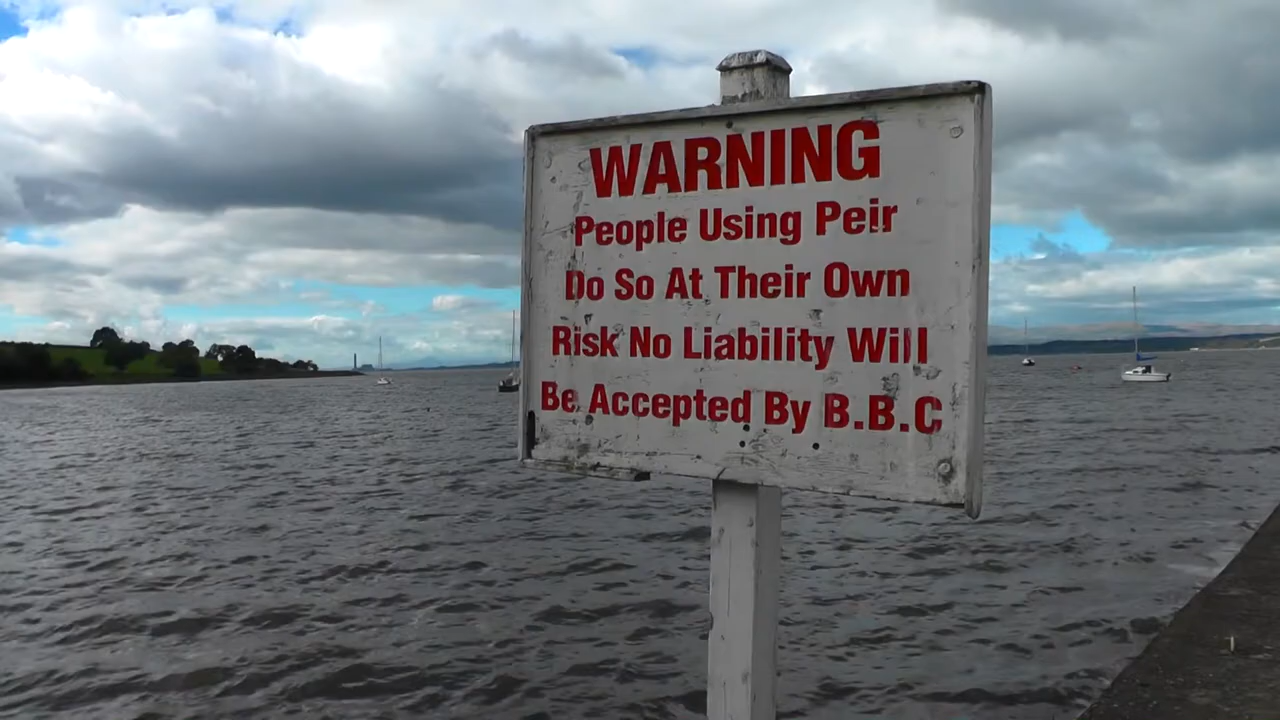 WARNING
People Using Peir
Do So At Their Own
Risk No Liability Will
Be Accepted By B.B.C